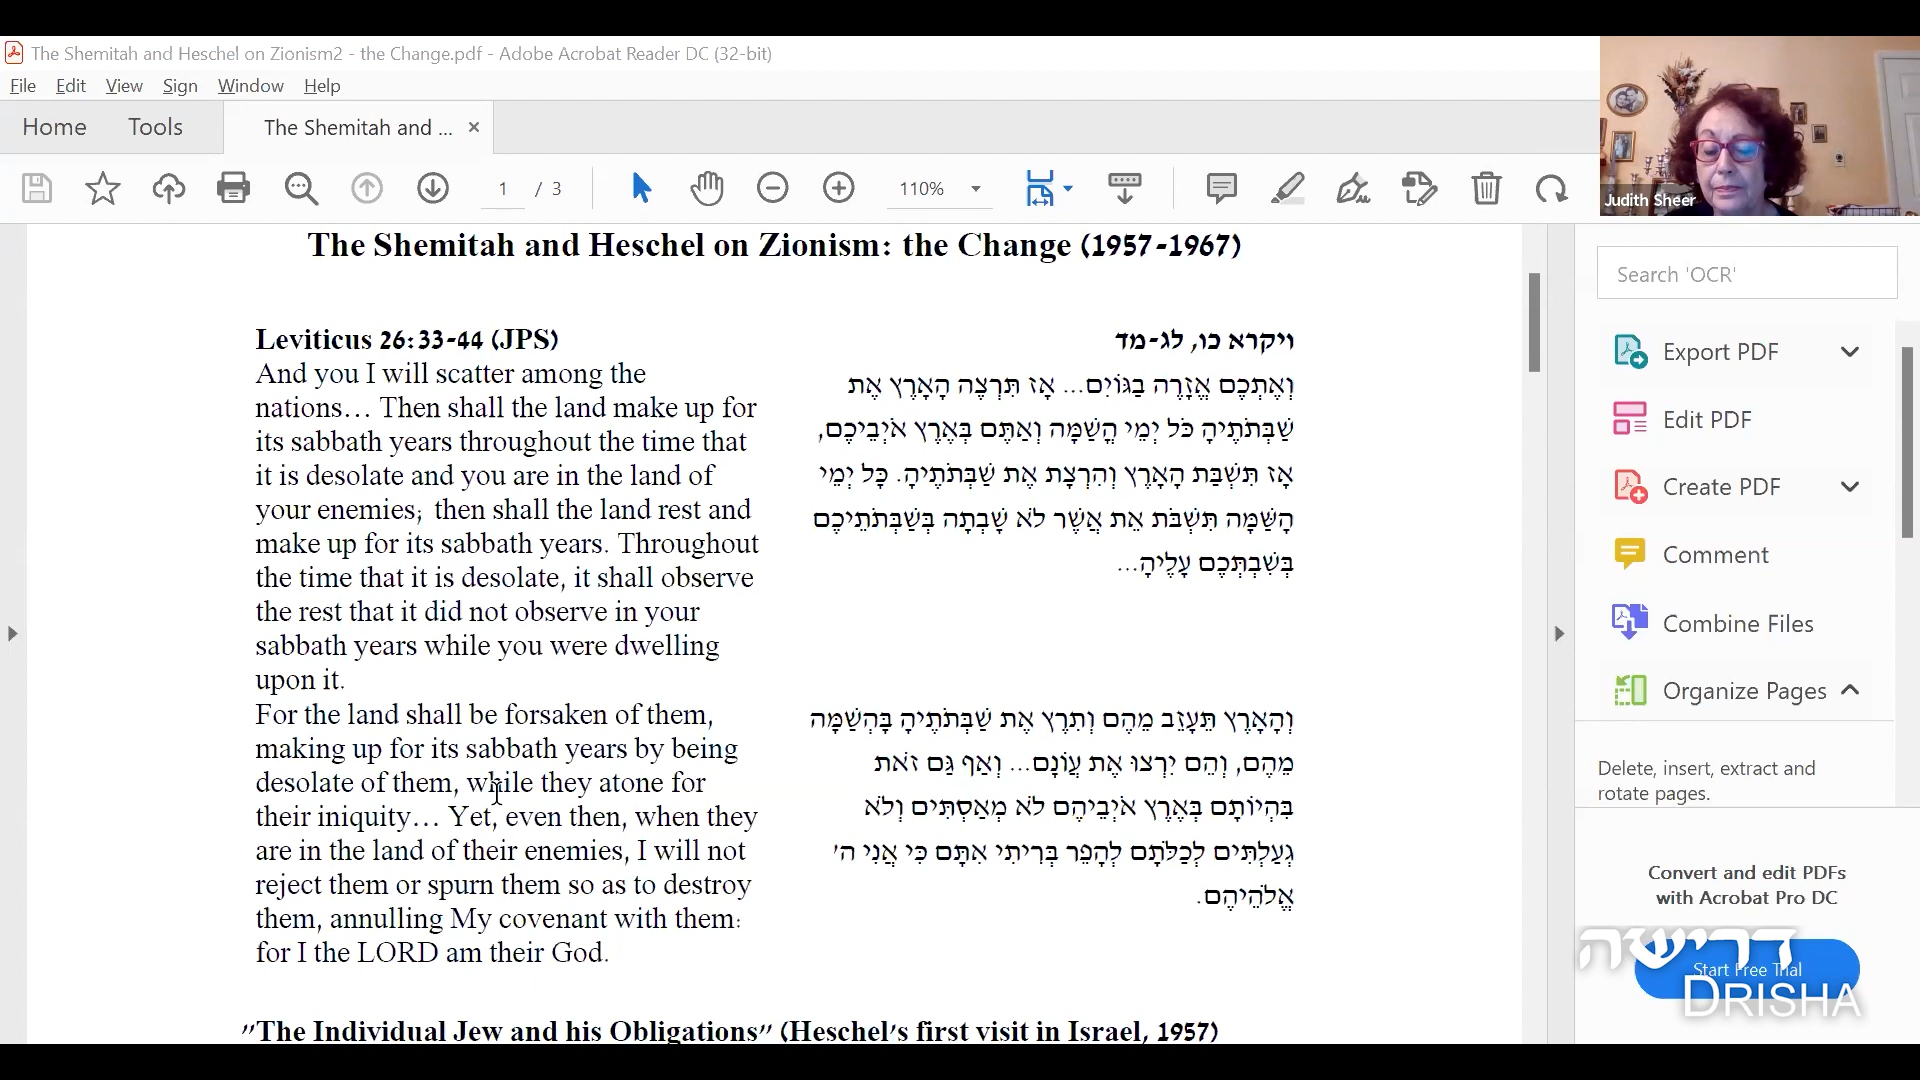 The Shemitah and Heschel on Zionism2 - the Change.pdf - Adobe Acrobat Reader DC (32-bit)
File Edit View Sign Window Help
Home Tools The Shemitah and ... ×
1 / 3 110%
Judith Sheer
The Shemitah and Heschel on Zionism: the Change (1957-1967)
Leviticus 26:33-44 (JPS)
And you I will scatter among the
nations… Then shall the land make up for
its sabbath years throughout the time that
it is desolate and you are in the land of
your enemies; then shall the land rest and
make up for its sabbath years. Throughout
the time that it is desolate, it shall observe
the rest that it did not observe in your
sabbath years while you were dwelling
upon it.
For the land shall be forsaken of them,
making up for its sabbath years by being
desolate of them, while they atone for
their iniquity… Yet, even then, when they
are in the land of their enemies, I will not
reject them or spurn them so as to destroy
them, annulling My covenant with them:
for I the LORD am their God.
ויקרא כו, לג-מד
וְאֶתְכֶם אֱזָרֶה בַגּוֹיִם... אָז תִּרְצֶה הָאָרֶץ אֶת
שַׁבְּתֹתֶיהָ כֹּל יְמֵי הֳשַׁמָּה וְאַתֶּם בְּאֶרֶץ אֹיְבֵיכֶם,
אָז תִּשְׁבַּת הָאָרֶץ וְהִרְצָת אֶת שַׁבְּתֹתֶיהָ. כָּל יְמֵי
הָשַּׁמָּה תִּשְׁבֹּת אֵת אֲשֶׁר לֹא שָׁבְתָה בְּשַׁבְּתֹתֵיכֶם
בְּשִׁבְתְּכֶם עָלֶיהָ...
וְהָאָרֶץ תֵּעָזֵב מֵהֶם וְתִרֶץ אֶת שַׁבְּתֹתֶיהָ בָּהְשַׁמָּה
מֵהֶם, וְהֵם יִרְצוּ אֶת עֲוֹנָם... וְאַף גַּם זֹאת
בִּהְיוֹתָם בְּאֶרֶץ אֹיְבֵיהֶם לֹא מְאַסְתִּים וְלֹא
גְעַלְתִּים לְכַלֹּתָם לְהָפֵר בְּרִיתִי אִתָּם כִּי אֲנִי ה'
אֱלֹהֵיהֶם.
"The Individual Jew and his Obligations" (Heschel's first visit in Israel, 1957)
Search 'OCR'
Export PDF
Edit PDF
Create PDF
Comment
Combine Files
Organize Pages
Delete, insert, extract and
rotate pages.
Convert and edit PDFs
with Acrobat Pro DC
Start Free Trial
דרישה
DRISHA